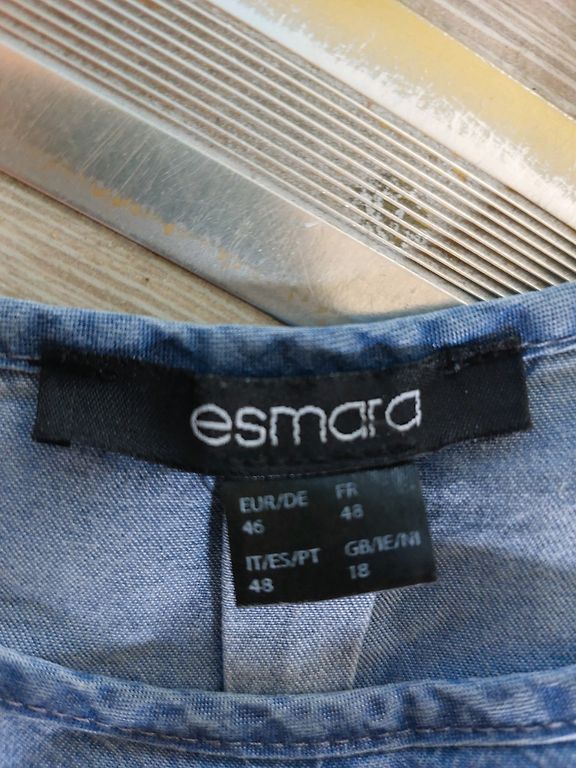 esmara
EUR/DE FR
46 48
IT/ES/PT GB/IE/NI
48 18